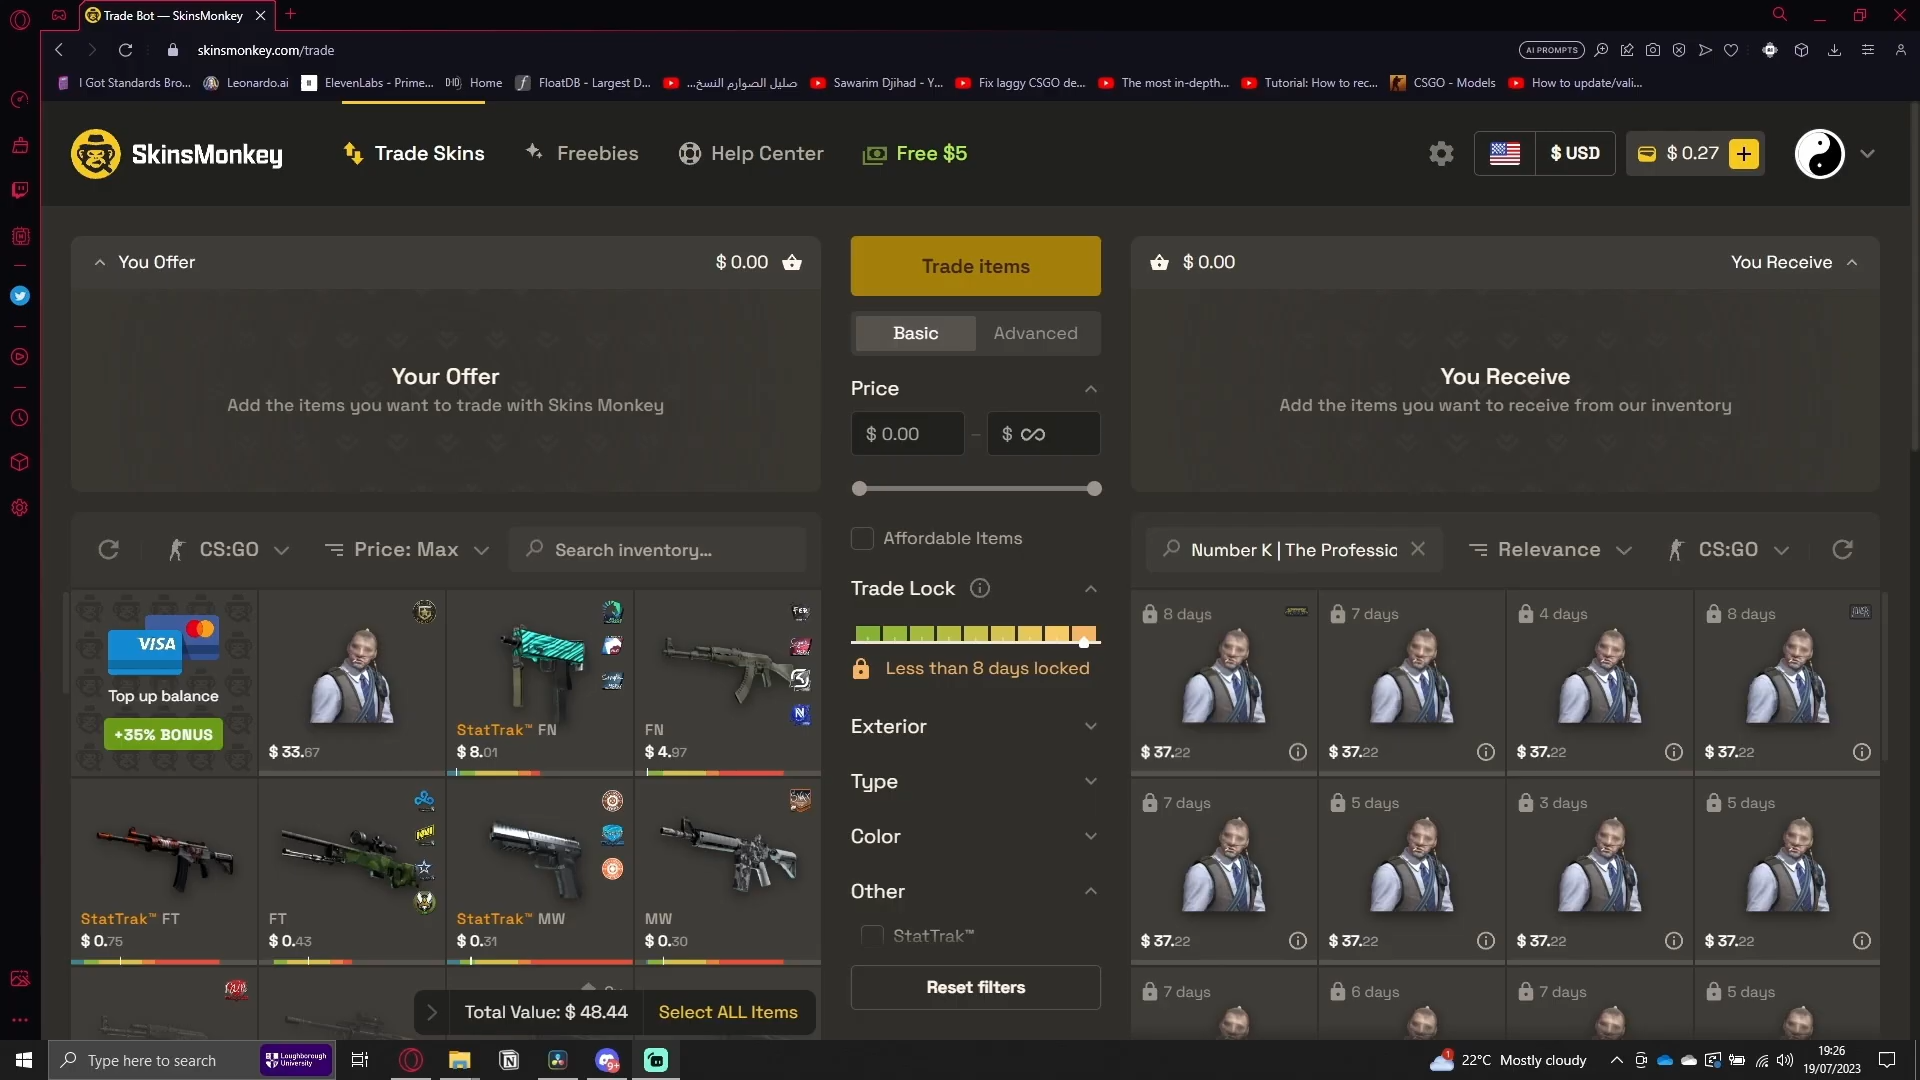 Trade Bot — SkinsMonkey
skinsmonkey.com/trade
AI PROMPTS
I Got Standards Bro...
Leonardo.ai
ElevenLabs - Prime...
Home
FloatDB - Largest D...
صليل الصوارم النسخ...
Sawarim Djihad - Y...
Fix laggy CSGO de...
The most in-depth...
Tutorial: How to rec...
CSGO - Models
How to update/vali...
SkinsMonkey
Trade Skins
Freebies
Help Center
Free $5
$ USD
$ 0.27
You Offer
$ 0.00
Your Offer
Add the items you want to trade with Skins Monkey
Trade items
Basic
Advanced
Price
$ 0.00
–
$ ∞
Affordable Items
Trade Lock
Less than 8 days locked
Exterior
Type
Color
Other
StatTrak™
Reset filters
$ 0.00
You Receive
You Receive
Add the items you want to receive from our inventory
CS:GO
Price: Max
Search inventory...
VISA
Top up balance
+35% BONUS
$ 33.67
StatTrak™ FN
$ 8.01
FN
$ 4.97
StatTrak™ FT
$ 0.75
FT
$ 0.43
StatTrak™ MW
$ 0.31
MW
$ 0.30
Total Value: $ 48.44
Select ALL Items
Number K | The Professio
Relevance
CS:GO
8 days
7 days
4 days
8 days
$ 37.22
$ 37.22
$ 37.22
$ 37.22
7 days
5 days
3 days
5 days
$ 37.22
$ 37.22
$ 37.22
$ 37.22
7 days
6 days
7 days
5 days
Type here to search
Loughborough
University
9+
1
22°C Mostly cloudy
19:26
19/07/2023